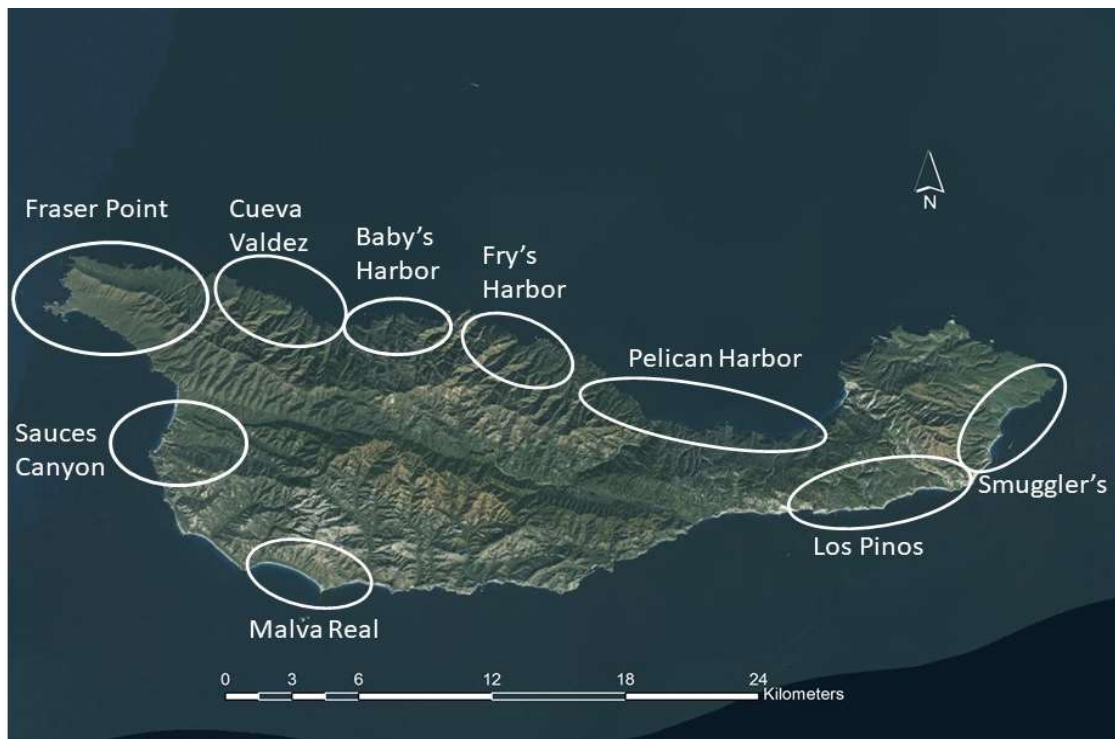 N
Fraser Point
Cueva
Valdez
Baby's
Harbor
Fry's
Harbor
Pelican Harbor
Sauces
Canyon
Smuggler's
Los Pinos
Malva Real
0 3 6 12 18 24
Kilometers